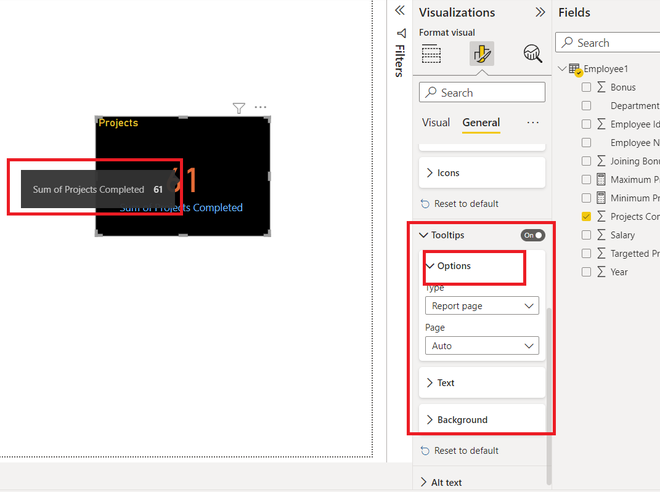 Projects
61
Sum of Projects Completed 61
Sum of Projects Completed
Filters
Visualizations
Format visual
Search
Visual General
Icons
Reset to default
Tooltips On
Options
Type
Report page
Page
Auto
Text
Background
Reset to default
Alt text
Fields
Search
Employee1
Bonus
Department
Employee Id
Employee N
Joining Bonu
Maximum Pr
Minimum Pr
Projects Con
Salary
Targetted Pr
Year